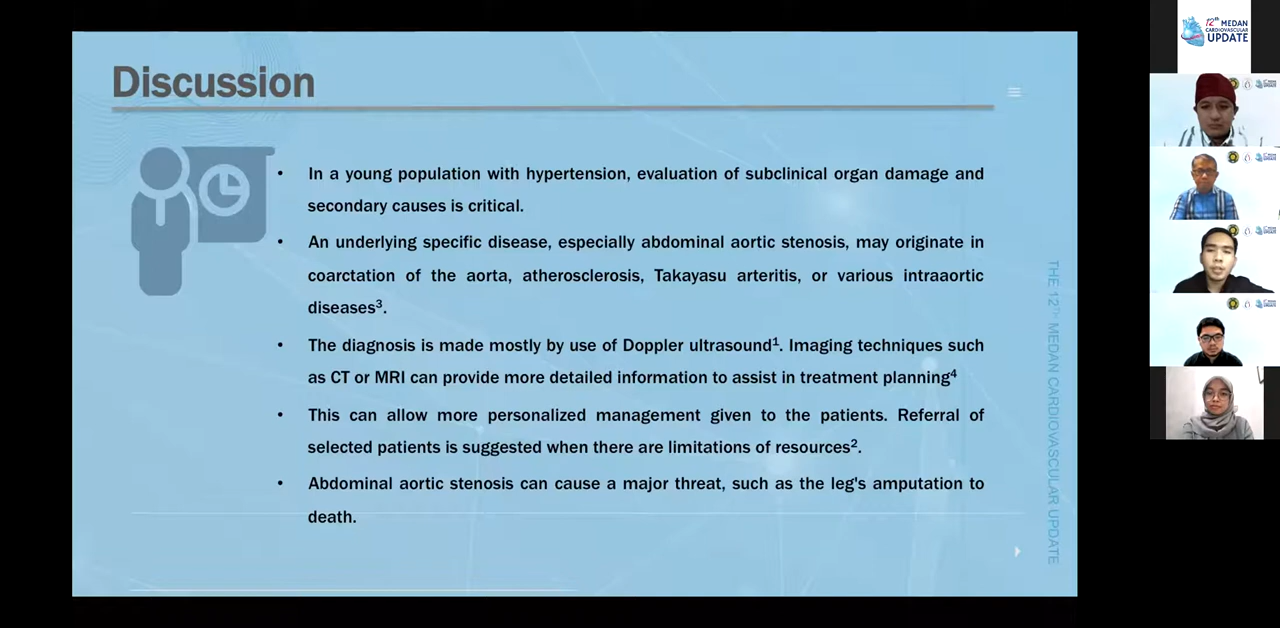 Discussion
• In a young population with hypertension, evaluation of subclinical organ damage and
secondary causes is critical.
• An underlying specific disease, especially abdominal aortic stenosis, may originate in
coarctation of the aorta, atherosclerosis, Takayasu arteritis, or various intraaortic
diseases³.
• The diagnosis is made mostly by use of Doppler ultrasound¹. Imaging techniques such
as CT or MRI can provide more detailed information to assist in treatment planning⁴
• This can allow more personalized management given to the patients. Referral of
selected patients is suggested when there are limitations of resources².
• Abdominal aortic stenosis can cause a major threat, such as the leg's amputation to
death.
THE 12TH MEDAN CARDIOVASCULAR UPDATE
12th MEDAN
CARDIOVASCULAR
UPDATE